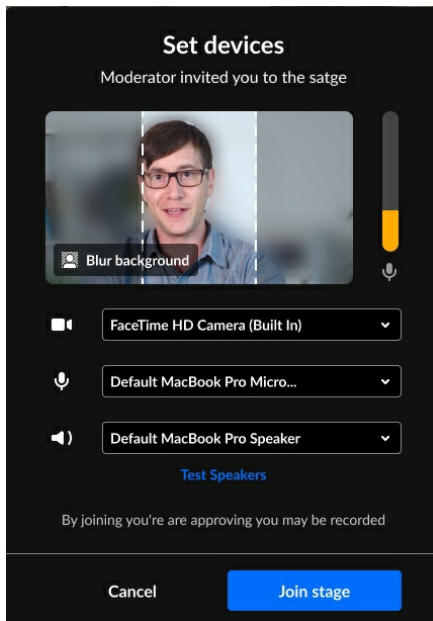 Set devices
Moderator invited you to the satge
Blur background
FaceTime HD Camera (Built In)
Default MacBook Pro Micro...
Default MacBook Pro Speaker
Test Speakers
By joining you're are approving you may be recorded
Cancel
Join stage